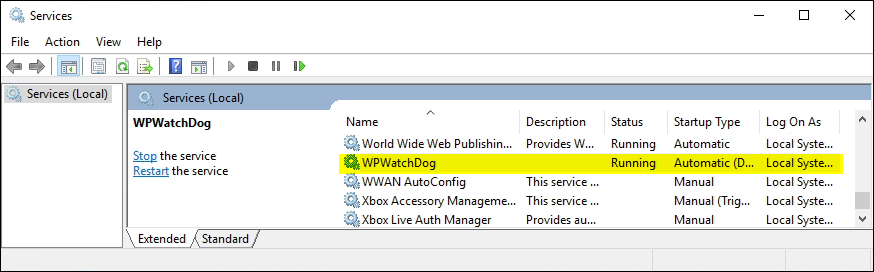 Services
File Action View Help
Services (Local)
Services (Local)
WPWatchDog
Stop the service
Restart the service
Name Description Status Startup Type Log On As
World Wide Web Publishin... Provides W... Running Automatic Local Syste...
WPWatchDog Running Automatic (D... Local Syste...
WWAN AutoConfig This service ... Manual Local Syste...
Xbox Accessory Manageme... This service ... Manual (Trig... Local Syste...
Xbox Live Auth Manager Provides au... Manual Local Syste...
Extended Standard